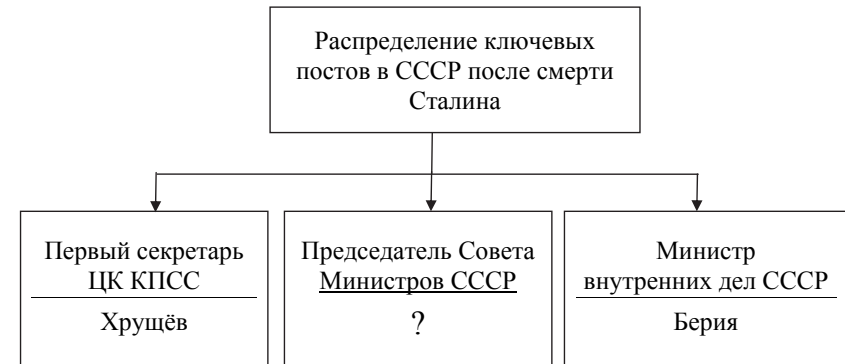 Распределение ключевых
постов в СССР после смерти
Сталина
Первый секретарь
ЦК КПСС
Хрущёв
Председатель Совета
Министров СССР
?
Министр
внутренних дел СССР
Берия